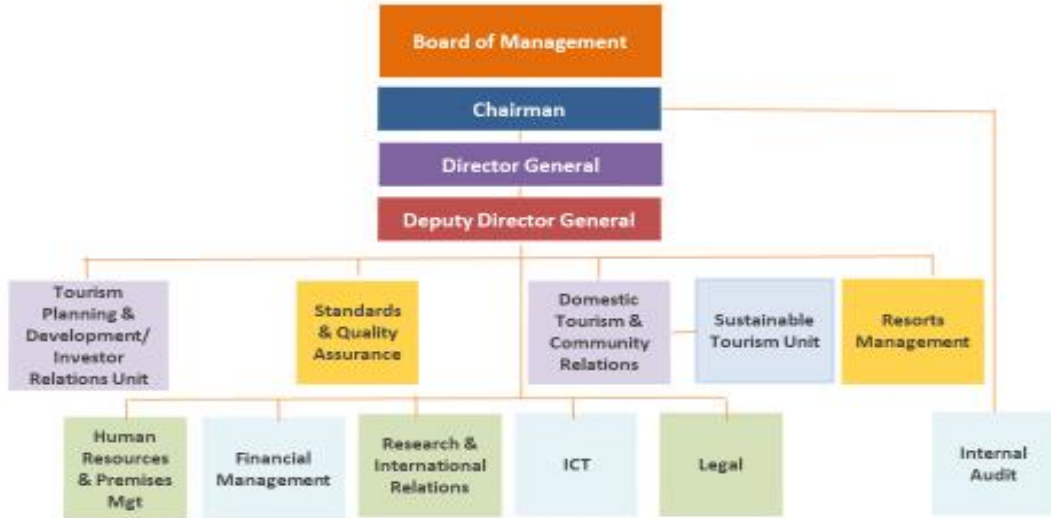 Board of Management
Chairman
Director General
Deputy Director General
Tourism
Planning &
Development/
Investor
Relations Unit
Standards
& Quality
Assurance
Domestic
Tourism &
Community
Relations
Sustainable
Tourism Unit
Resorts
Management
Human
Resources
& Premises
Mgt
Financial
Management
Research &
International
Relations
ICT
Legal
Internal
Audit